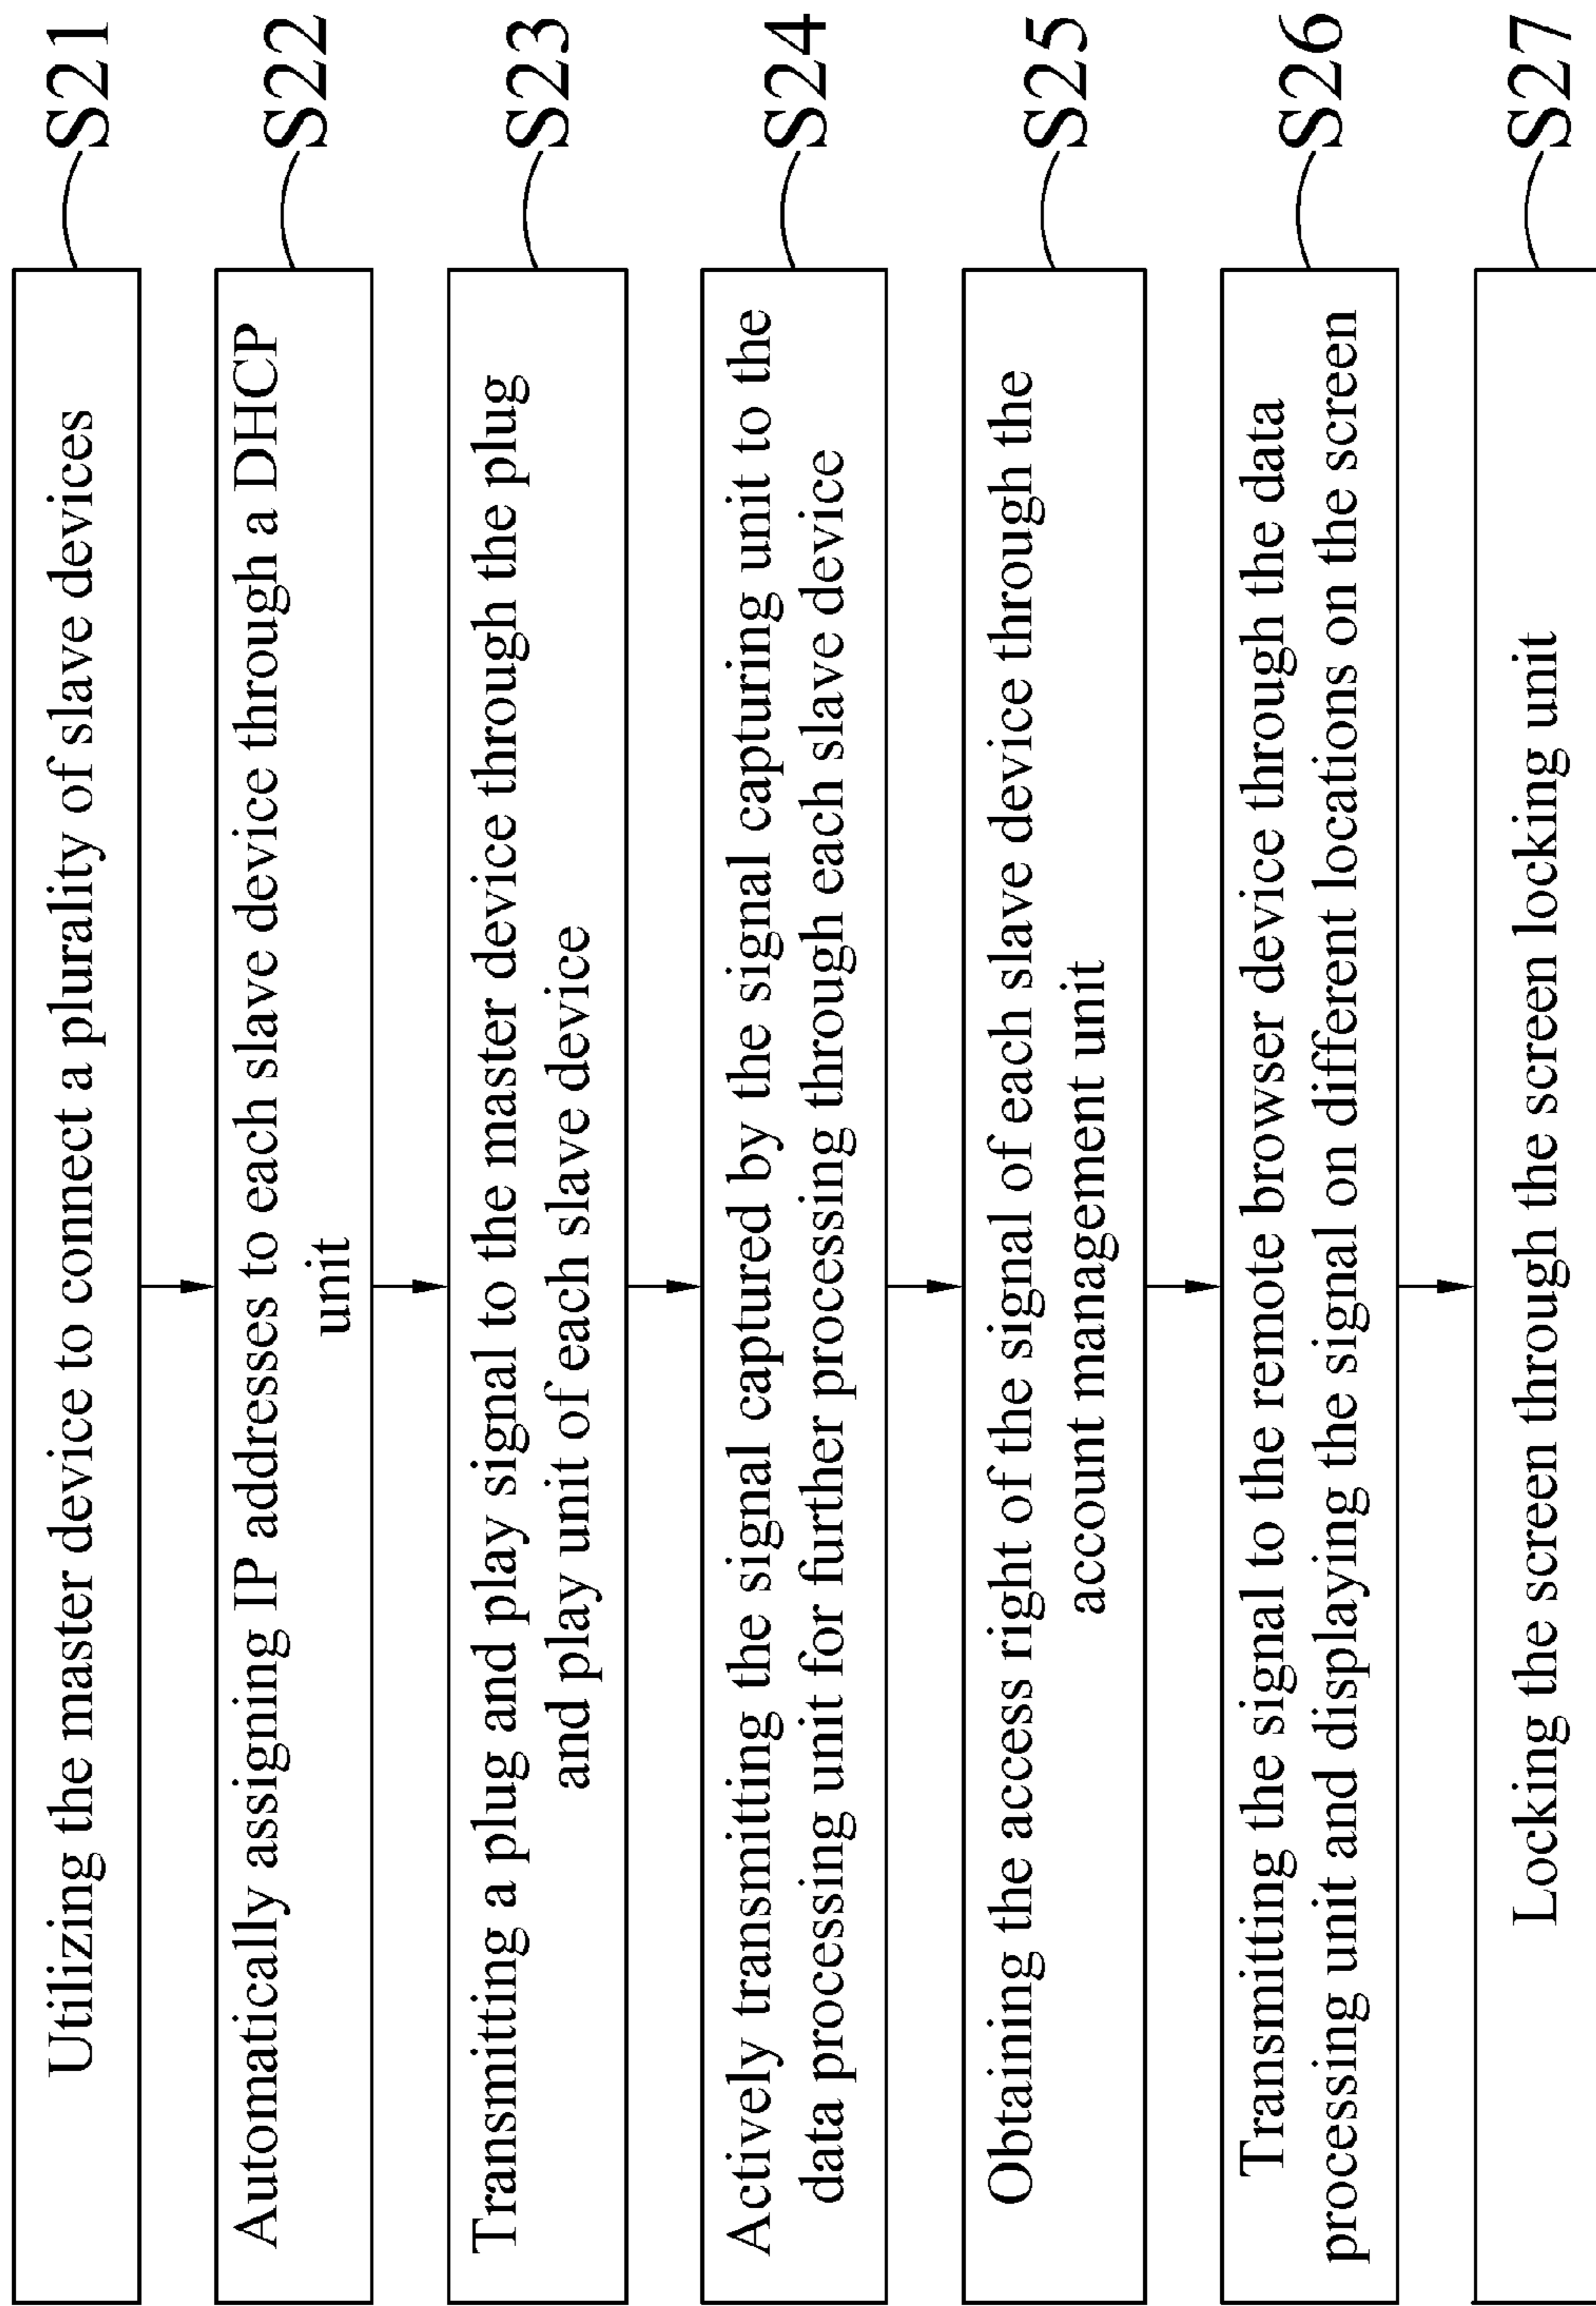 Utilizing the master device to connect a plurality of slave devices
S21
Automatically assigning IP addresses to each slave device through a DHCP
unit
S22
Transmitting a plug and play signal to the master device through the plug
and play unit of each slave device
S23
Actively transmitting the signal captured by the signal capturing unit to the
data processing unit for further processing through each slave device
S24
Obtaining the access right of the signal of each slave device through the
account management unit
S25
Transmitting the signal to the remote browser device through the data
processing unit and displaying the signal on different locations on the screen
S26
Locking the screen through the screen locking unit
S27